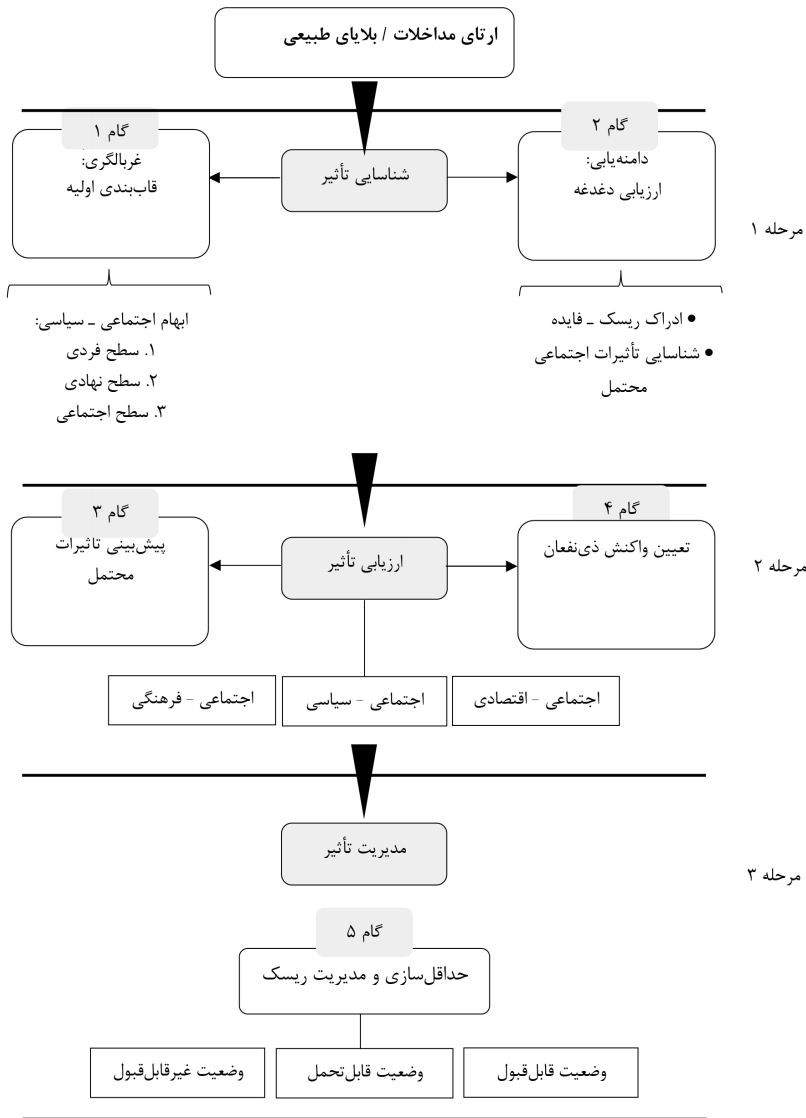 ارتای مداخلات / بلایای طبیعی
گام ۱
غربالگری:
قاب‌بندی اولیه
شناسایی تأثیر
گام ۲
دامنه‌یابی:
ارزیابی دغدغه
مرحله ۱
ابهام اجتماعی ـ سیاسی:
۱. سطح فردی
۲. سطح نهادی
۳. سطح اجتماعی
● ادراک ریسک ـ فایده
● شناسایی تأثیرات اجتماعی
محتمل
گام ۳
پیش‌بینی تاثیرات
محتمل
ارزیابی تأثیر
گام ۴
تعیین واکنش ذی‌نفعان
مرحله ۲
اجتماعی – اقتصادی
اجتماعی – سیاسی
اجتماعی – فرهنگی
مدیریت تأثیر
مرحله ۳
گام ۵
حداقل‌سازی و مدیریت ریسک
وضعیت قابل‌قبول
وضعیت قابل‌تحمل
وضعیت غیرقابل‌قبول